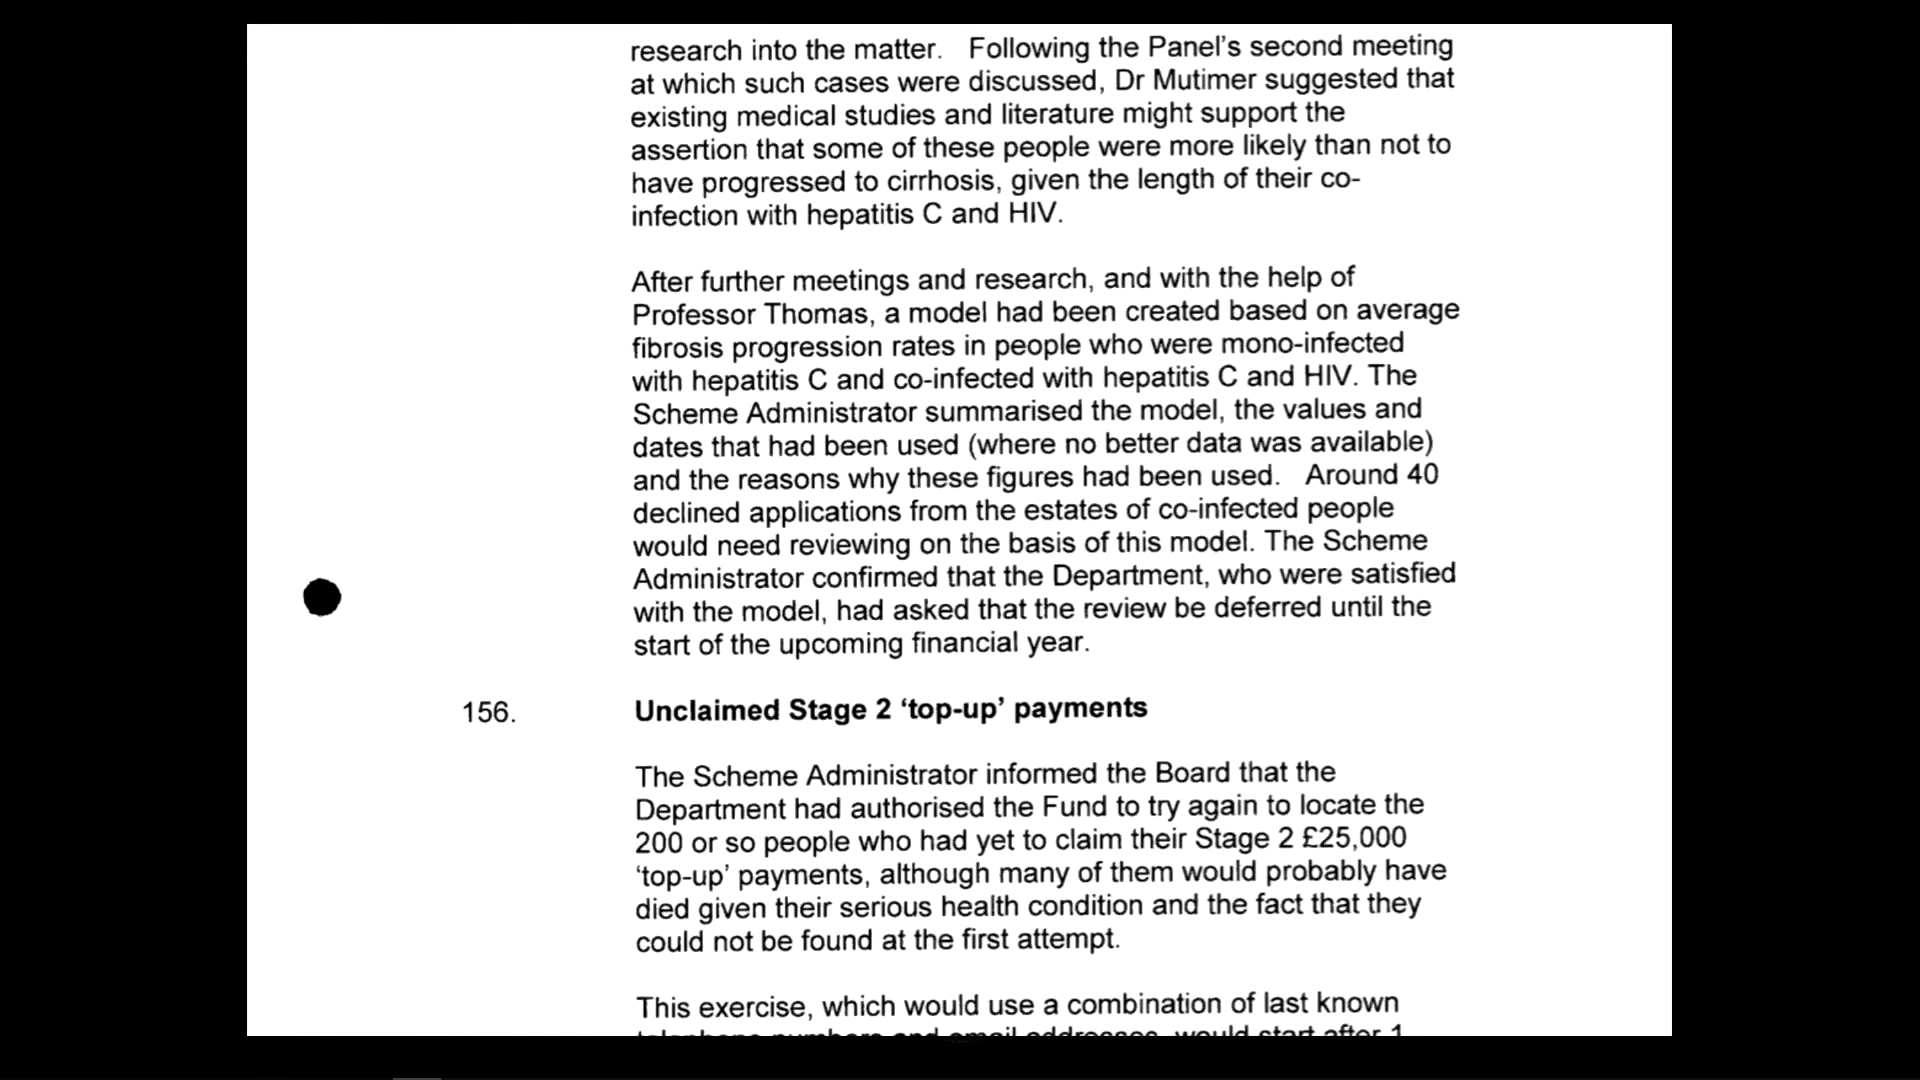 research into the matter. Following the Panel's second meeting
at which such cases were discussed, Dr Mutimer suggested that
existing medical studies and literature might support the
assertion that some of these people were more likely than not to
have progressed to cirrhosis, given the length of their co-
infection with hepatitis C and HIV.
After further meetings and research, and with the help of
Professor Thomas, a model had been created based on average
fibrosis progression rates in people who were mono-infected
with hepatitis C and co-infected with hepatitis C and HIV. The
Scheme Administrator summarised the model, the values and
dates that had been used (where no better data was available)
and the reasons why these figures had been used. Around 40
declined applications from the estates of co-infected people
would need reviewing on the basis of this model. The Scheme
Administrator confirmed that the Department, who were satisfied
with the model, had asked that the review be deferred until the
start of the upcoming financial year.
156. Unclaimed Stage 2 ‘top-up’ payments
The Scheme Administrator informed the Board that the
Department had authorised the Fund to try again to locate the
200 or so people who had yet to claim their Stage 2 £25,000
‘top-up’ payments, although many of them would probably have
died given their serious health condition and the fact that they
could not be found at the first attempt.
This exercise, which would use a combination of last known
telephone numbers and email addresses, would start after 1